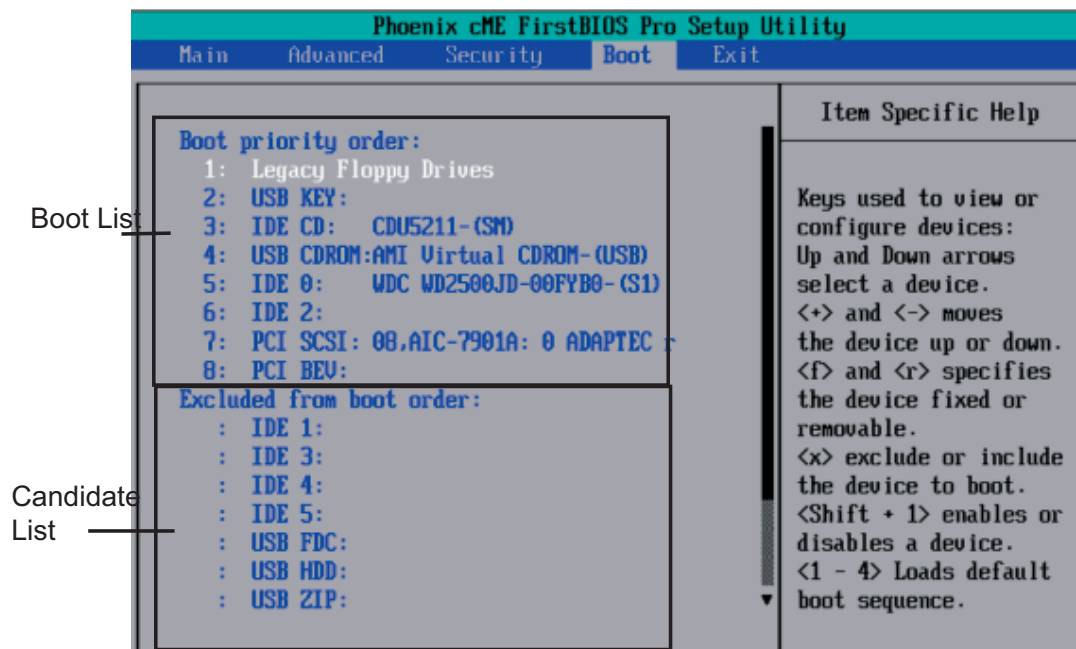 Phoenix cME FirstBIOS Pro Setup Utility
Main Advanced Security Boot Exit
Boot List
Boot priority order:
1: Legacy Floppy Drives
2: USB KEY:
3: IDE CD: CDU5211-(SM)
4: USB CDROM:AMI Virtual CDROM-(USB)
5: IDE 0: WDC WD2500JD-00FYB0-(S1)
6: IDE 2:
7: PCI SCSI: 08,AIC-7901A: 0 ADAPTEC r
8: PCI BEV:
Candidate
List
Excluded from boot order:
: IDE 1:
: IDE 3:
: IDE 4:
: IDE 5:
: USB FDC:
: USB HDD:
: USB ZIP:
Item Specific Help
Keys used to view or
configure devices:
Up and Down arrows
select a device.
<+> and <-> moves
the device up or down.
<f> and <r> specifies
the device fixed or
removable.
<x> exclude or include
the device to boot.
<Shift + 1> enables or
disables a device.
<1 - 4> Loads default
boot sequence.